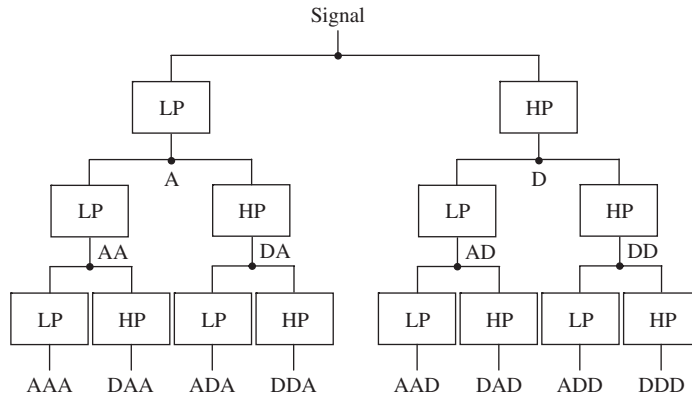 Signal
LP HP
A D
LP HP LP HP
AA DA AD DD
LP HP LP HP LP HP LP HP
AAA DAA ADA DDA AAD DAD ADD DDD